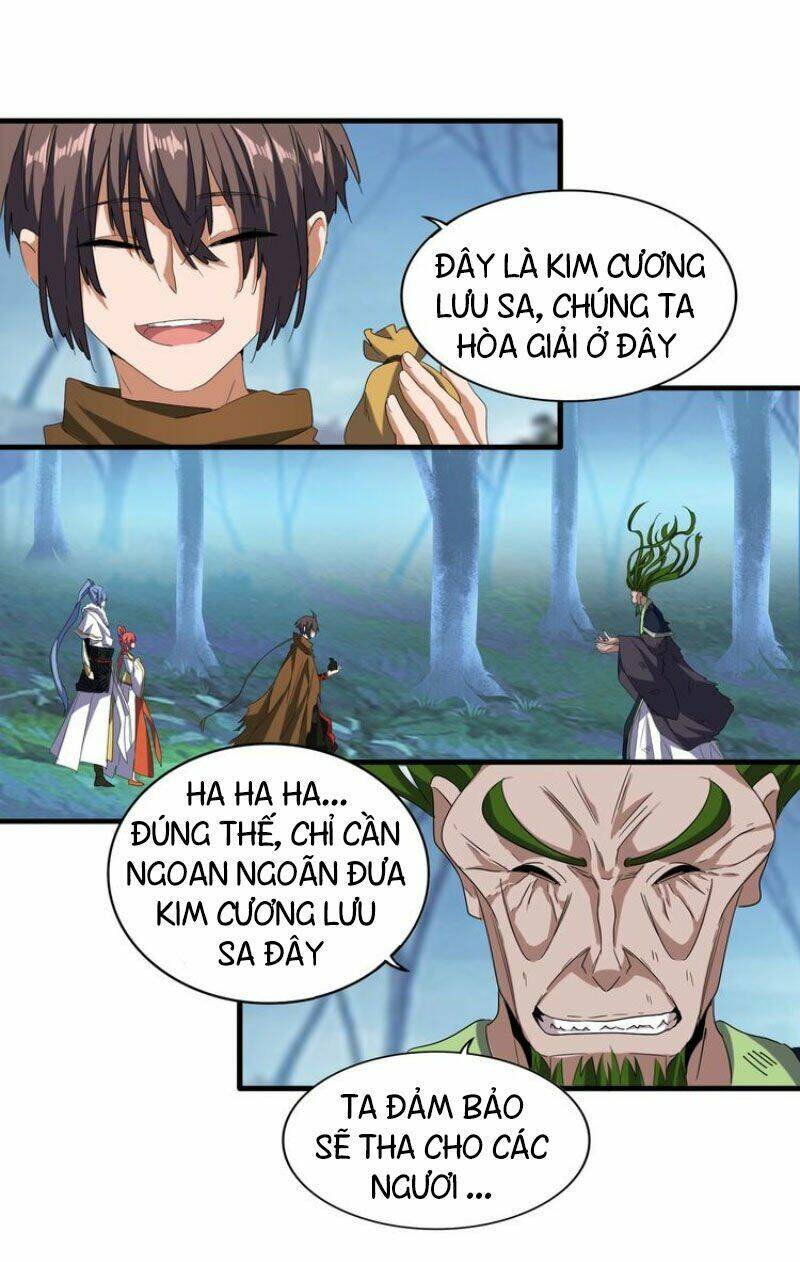 ĐÂY LÀ KIM CƯƠNG
LƯU SA, CHÚNG TA
HÒA GIẢI Ở ĐÂY
HA HA HA...
ĐÚNG THẾ, CHỈ CẦN
NGOAN NGOÃN ĐƯA
KIM CƯƠNG LƯU
SA ĐÂY
TA ĐẢM BẢO
SẼ THA CHO CÁC
NGƯƠI ...